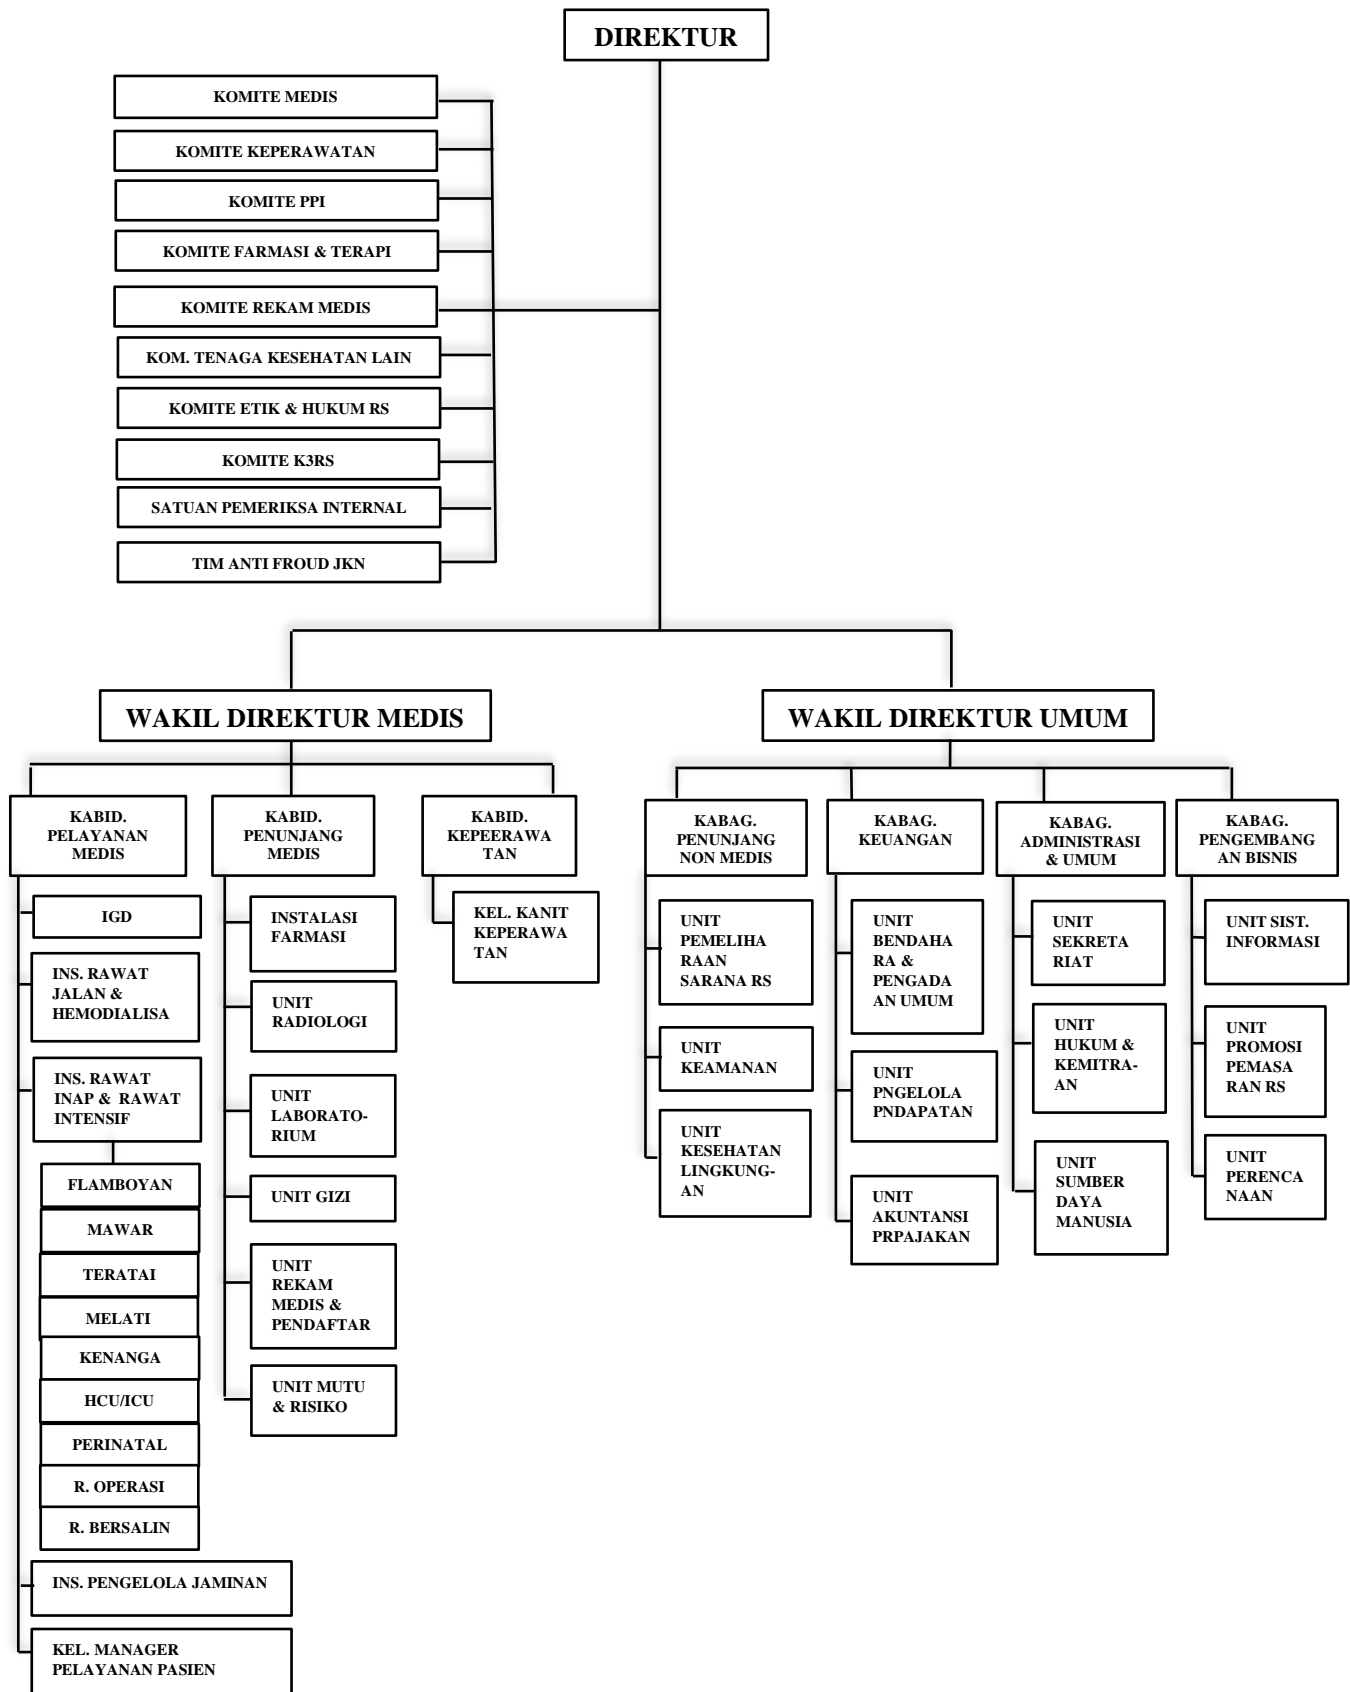 DIREKTUR
KOMITE MEDIS
KOMITE KEPERAWATAN
KOMITE PPI
KOMITE FARMASI & TERAPI
KOMITE REKAM MEDIS
KOM. TENAGA KESEHATAN LAIN
KOMITE ETIK & HUKUM RS
KOMITE K3RS
SATUAN PEMERIKSA INTERNAL
TIM ANTI FROUD JKN
WAKIL DIREKTUR MEDIS
WAKIL DIREKTUR UMUM
KABID.
PELAYANAN
MEDIS
KABID.
PENUNJANG
MEDIS
KABID.
KEPEERAWA
TAN
KABAG.
PENUNJANG
NON MEDIS
KABAG.
KEUANGAN
KABAG.
ADMINISTRASI
& UMUM
KABAG.
PENGEMBANG
AN BISNIS
IGD
INS. RAWAT
JALAN &
HEMODIALISA
INS. RAWAT
INAP & RAWAT
INTENSIF
FLAMBOYAN
MAWAR
TERATAI
MELATI
KENANGA
HCU/ICU
PERINATAL
R. OPERASI
R. BERSALIN
INS. PENGELOLA JAMINAN
KEL. MANAGER
PELAYANAN PASIEN
INSTALASI
FARMASI
UNIT
RADIOLOGI
UNIT
LABORATO-
RIUM
UNIT GIZI
UNIT
REKAM
MEDIS &
PENDAFTAR
UNIT MUTU
& RISIKO
KEL. KANIT
KEPERAWA
TAN
UNIT
PEMELIHA
RAAN
SARANA RS
UNIT
KEAMANAN
UNIT
KESEHATAN
LINGKUNG-
AN
UNIT
BENDAHA
RA &
PENGADA
AN UMUM
UNIT
PNGELOLA
PNDAPATAN
UNIT
AKUNTANSI
PRPAJAKAN
UNIT
SEKRETA
RIAT
UNIT
HUKUM &
KEMITRA-
AN
UNIT
SUMBER
DAYA
MANUSIA
UNIT SIST.
INFORMASI
UNIT
PROMOSI
PEMASA
RAN RS
UNIT
PERENCA
NAAN